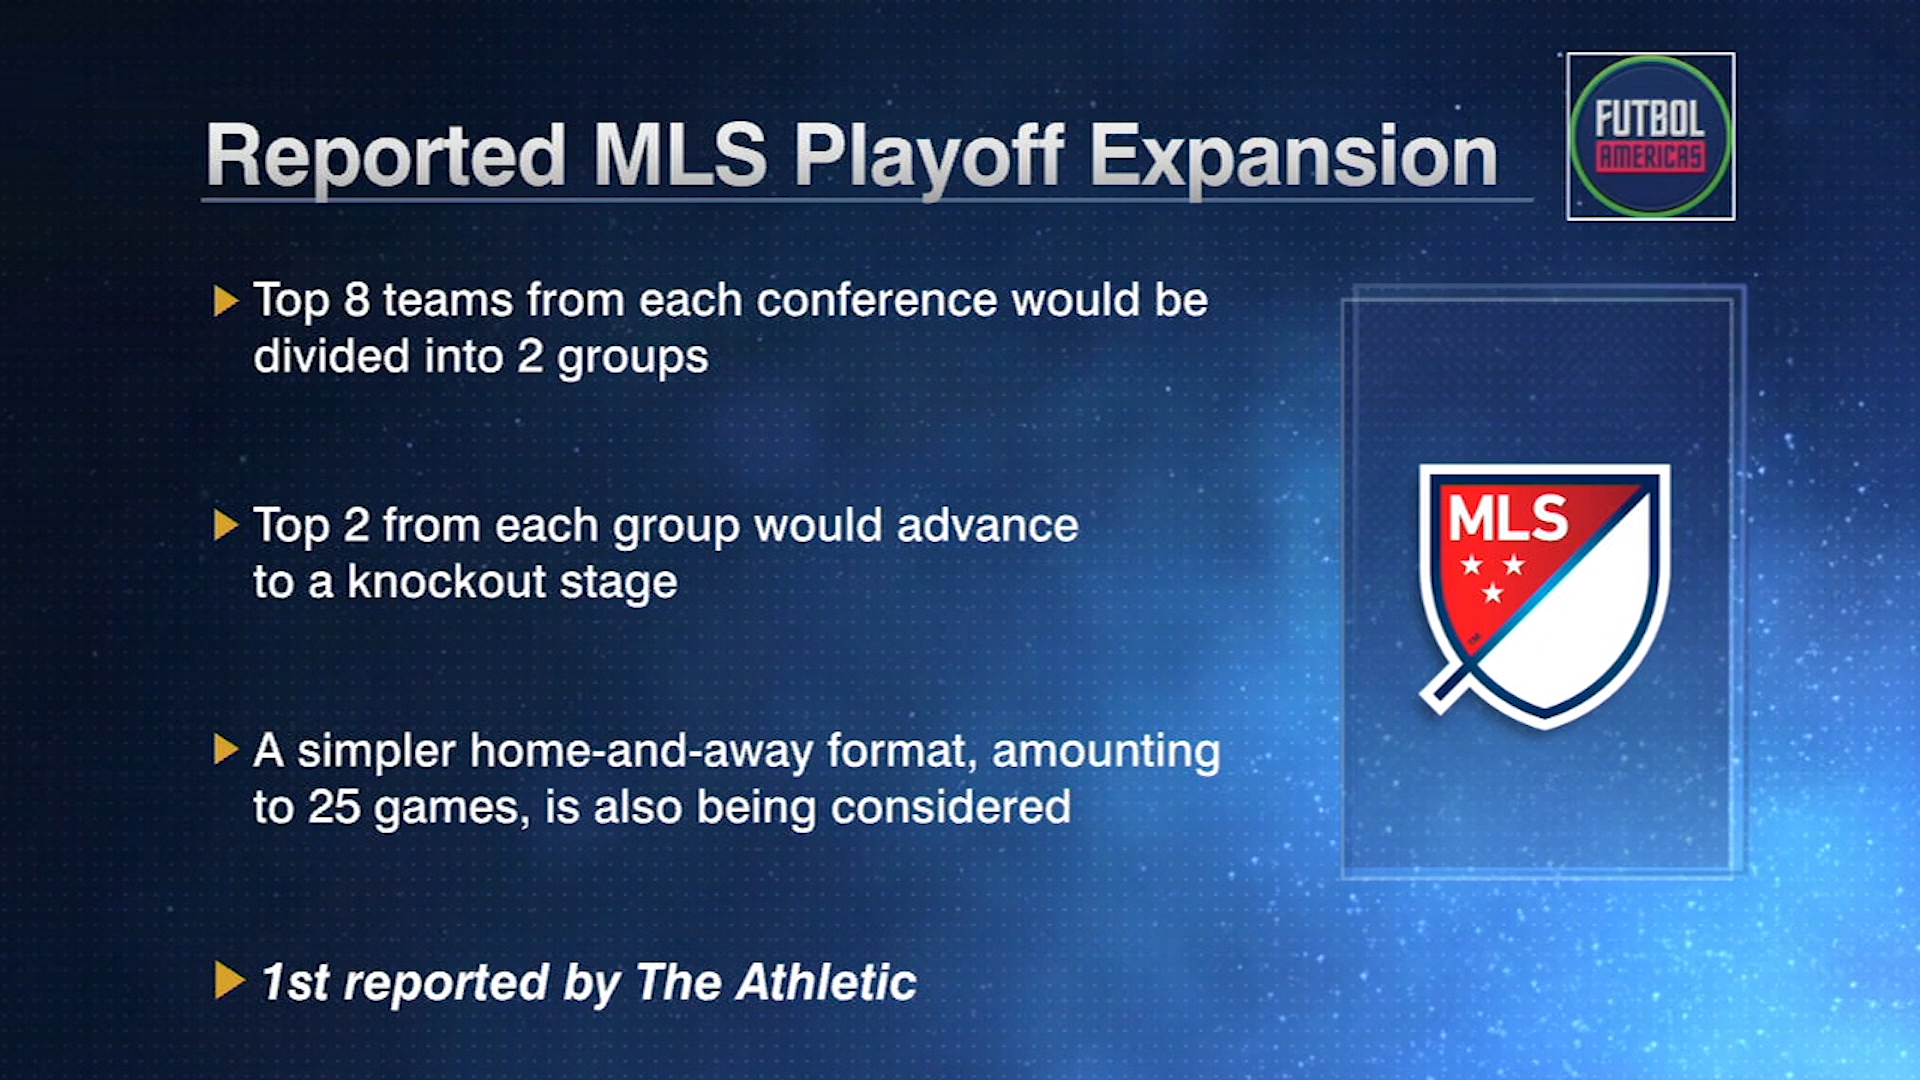 Reported MLS Playoff Expansion
FUTBOL
AMERICAS
Top 8 teams from each conference would be
divided into 2 groups
Top 2 from each group would advance
to a knockout stage
A simpler home-and-away format, amounting
to 25 games, is also being considered
1st reported by The Athletic
MLS
TM